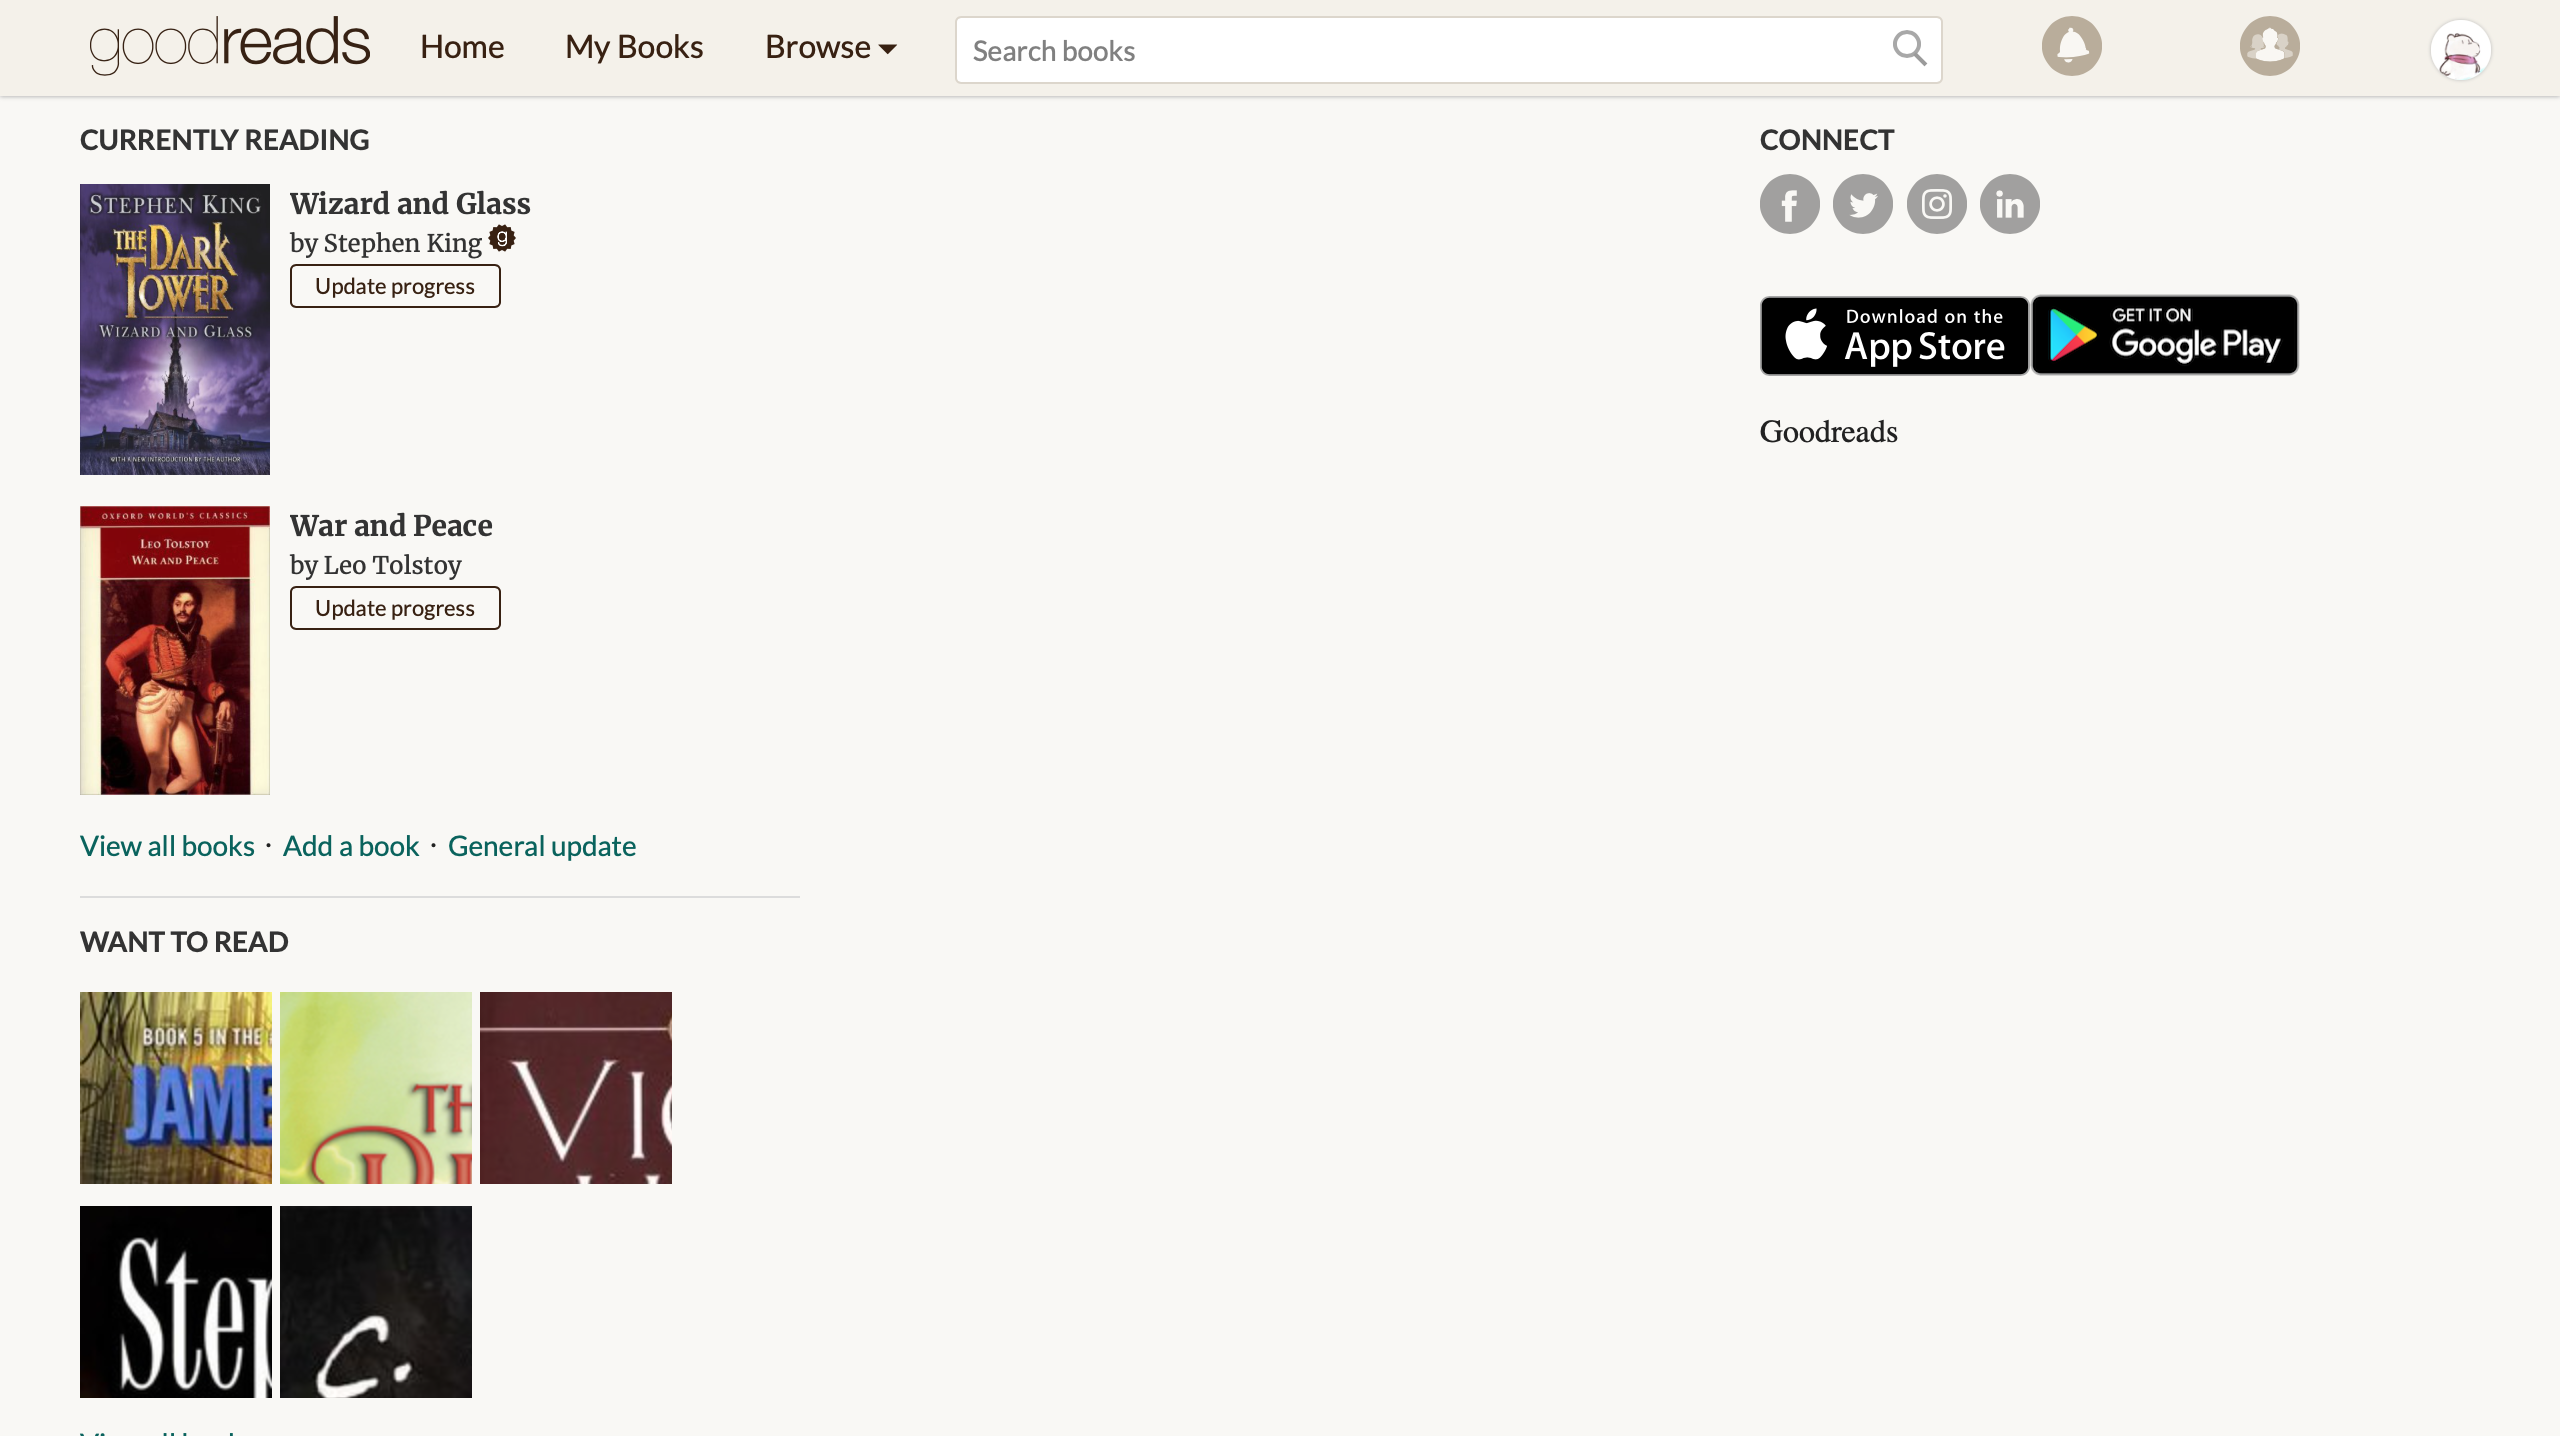 goodreads
Home
My Books
Browse
Search books
CURRENTLY READING
STEPHEN KING
THE DARK
TOWER
WIZARD AND GLASS
WITH A NEW INTRODUCTION BY THE AUTHOR
Wizard and Glass
by Stephen King g
Update progress
OXFORD WORLD'S CLASSICS
LEO TOLSTOY
WAR AND PEACE
War and Peace
by Leo Tolstoy
Update progress
View all books · Add a book · General update
WANT TO READ
BOOK 5 IN THE
JAME
TH
VI
Step
C.
CONNECT
f
in
Download on the
App Store
GET IT ON
Google Play
Goodreads